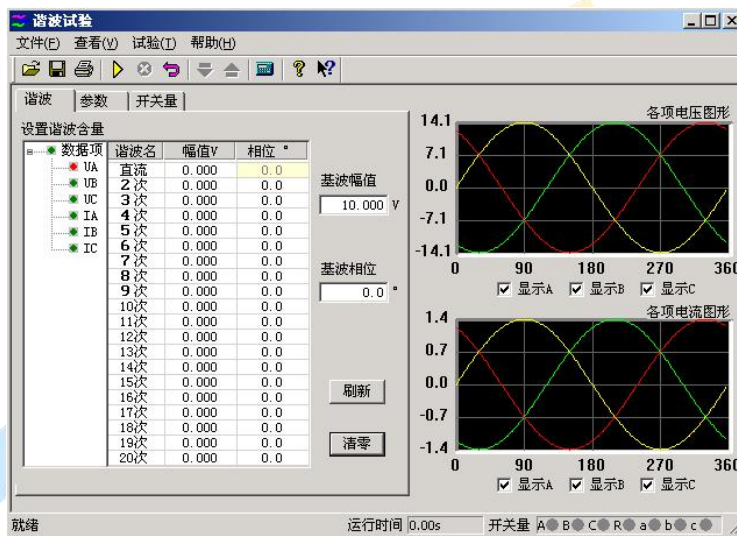 谐波试验
文件(F) 查看(V) 试验(T) 帮助(H)
谐波 参数 开关量
设置谐波含量
数据项
UA
UB
UC
IA
IB
IC
谐波名 幅值V 相位 °
直流 0.000 0.0
2次 0.000 0.0
3次 0.000 0.0
4次 0.000 0.0
5次 0.000 0.0
6次 0.000 0.0
7次 0.000 0.0
8次 0.000 0.0
9次 0.000 0.0
10次 0.000 0.0
11次 0.000 0.0
12次 0.000 0.0
13次 0.000 0.0
14次 0.000 0.0
15次 0.000 0.0
16次 0.000 0.0
17次 0.000 0.0
18次 0.000 0.0
19次 0.000 0.0
20次 0.000 0.0
基波幅值
10.000 V
基波相位
0.0 °
刷新
清零
各项电压图形
14.1
7.1
0.0
-7.1
-14.1
0 90 180 270 360
显示A 显示B 显示C
各项电流图形
1.4
0.7
0.0
-0.7
-1.4
0 90 180 270 360
显示A 显示B 显示C
就绪 运行时间 0.00s 开关量 A B C R a b c